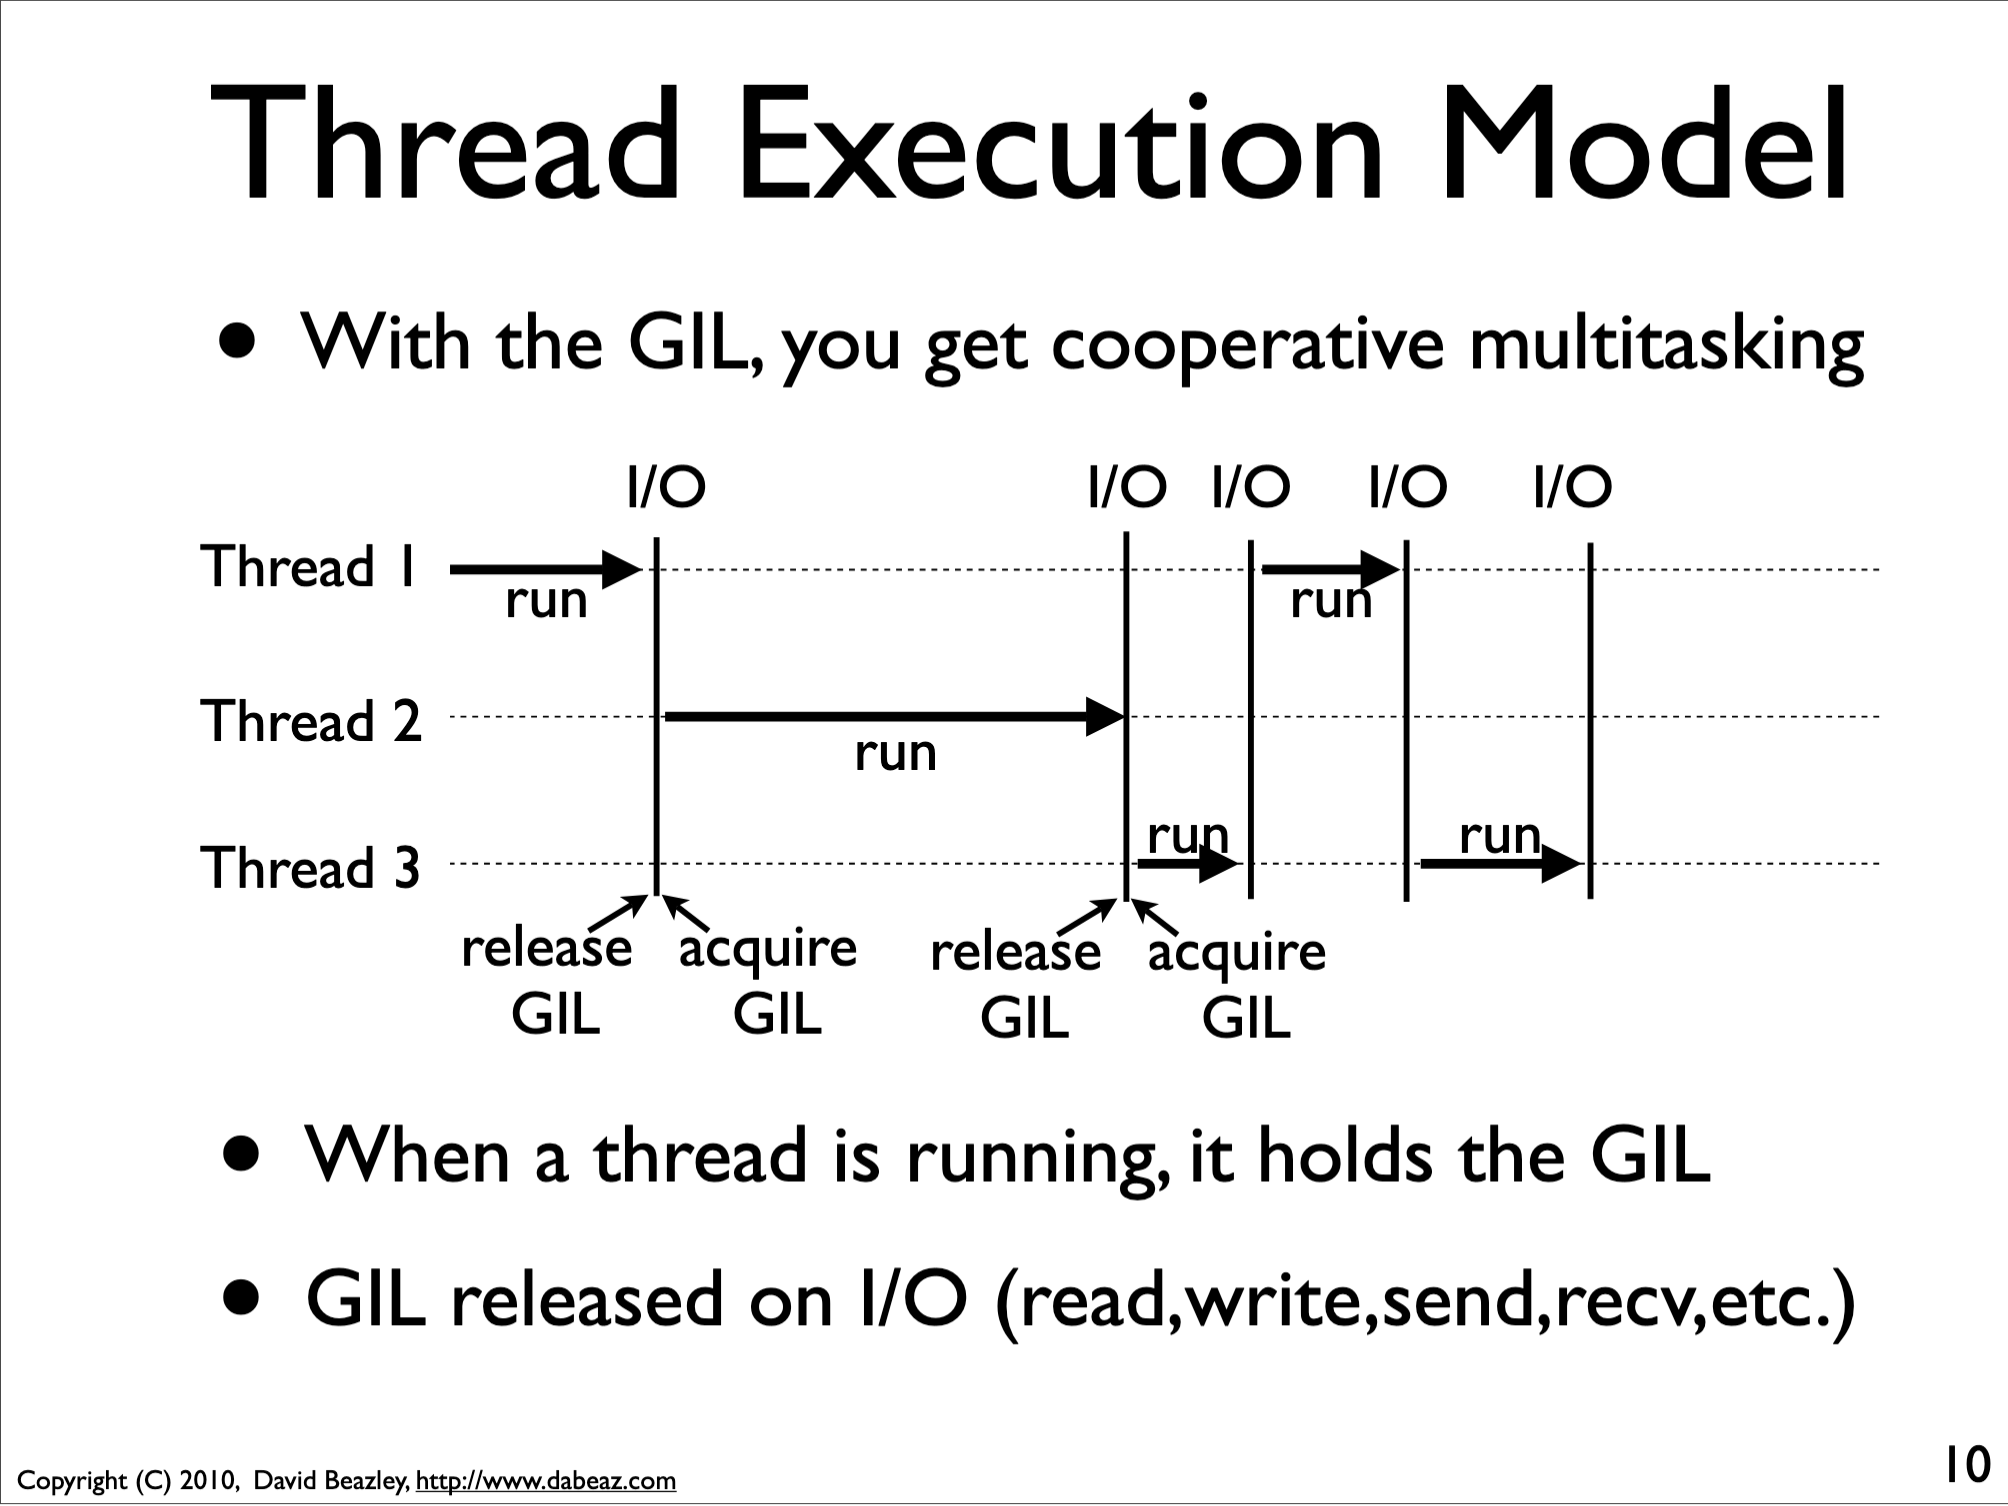 Thread Execution Model
• With the GIL, you get cooperative multitasking
I/O I/O I/O I/O I/O
Thread 1
run run
Thread 2
run
run run
Thread 3
release GIL
acquire GIL
release GIL
acquire GIL
• When a thread is running, it holds the GIL
• GIL released on I/O (read,write,send,recv,etc.)
Copyright (C) 2010, David Beazley, http://www.dabeaz.com
10